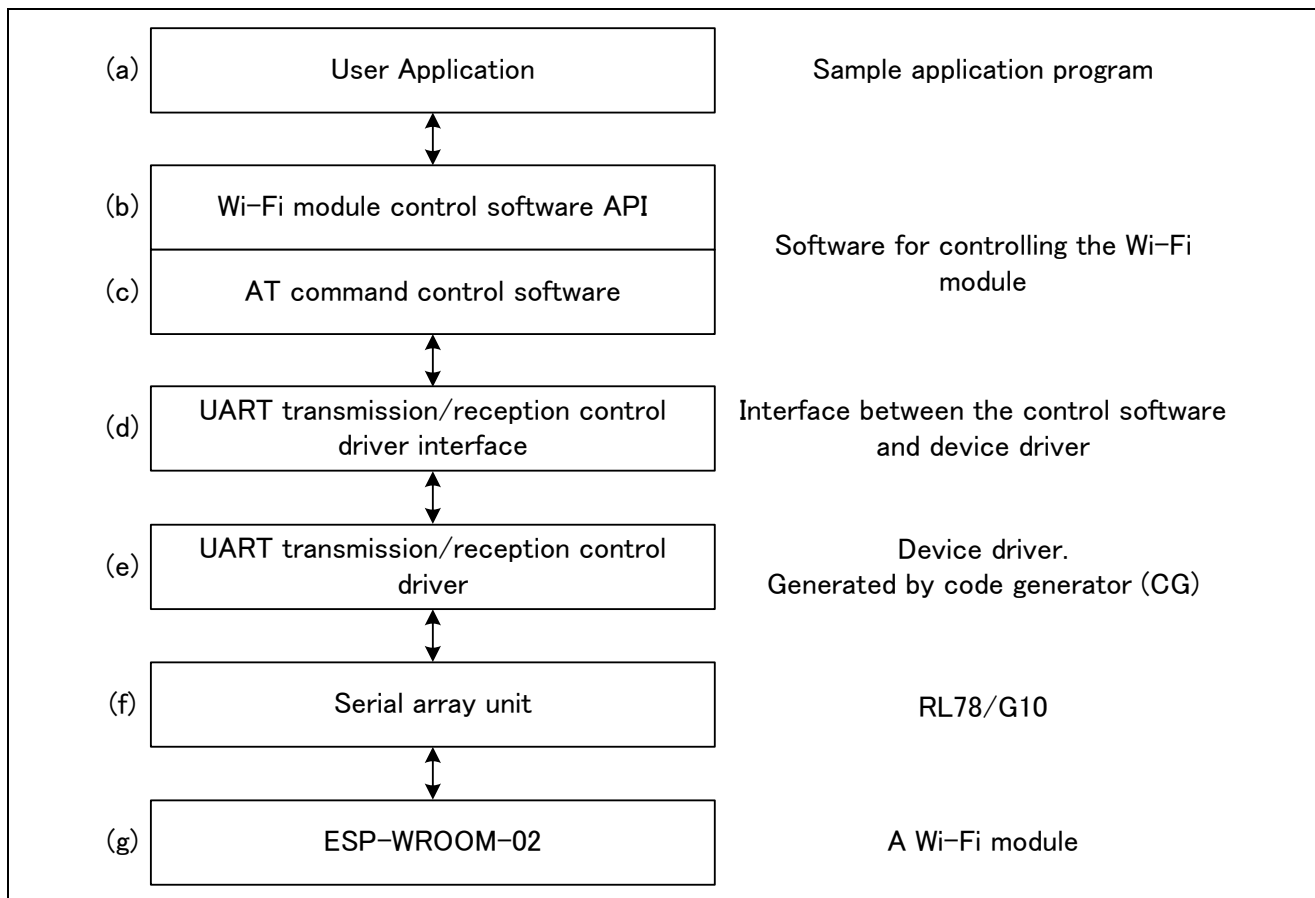 (a)
User Application
Sample application program
(b)
Wi-Fi module control software API
(c)
AT command control software
Software for controlling the Wi-Fi
module
(d)
UART transmission/reception control
driver interface
Interface between the control software
and device driver
(e)
UART transmission/reception control
driver
Device driver.
Generated by code generator (CG)
(f)
Serial array unit
RL78/G10
(g)
ESP-WROOM-02
A Wi-Fi module